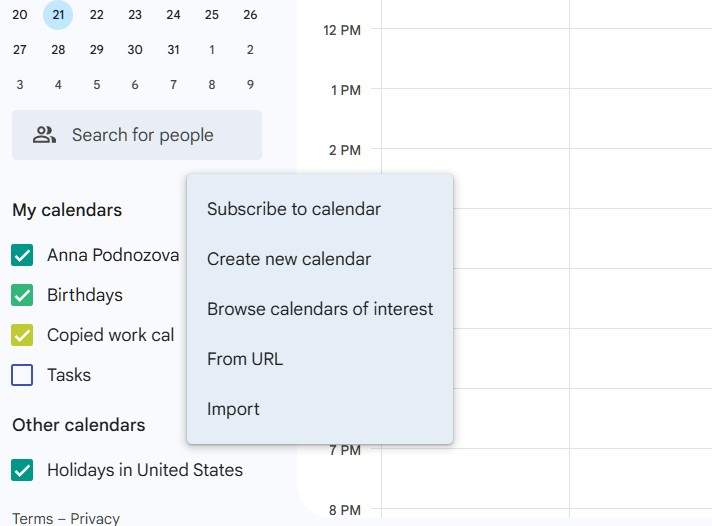 20 21 22 23 24 25 26
27 28 29 30 31 1 2
3 4 5 6 7 8 9
Search for people
My calendars
Anna Podnozova
Birthdays
Copied work cal
Tasks
Other calendars
Holidays in United States
Terms – Privacy
Subscribe to calendar
Create new calendar
Browse calendars of interest
From URL
Import
12 PM
1 PM
2 PM
7 PM
8 PM